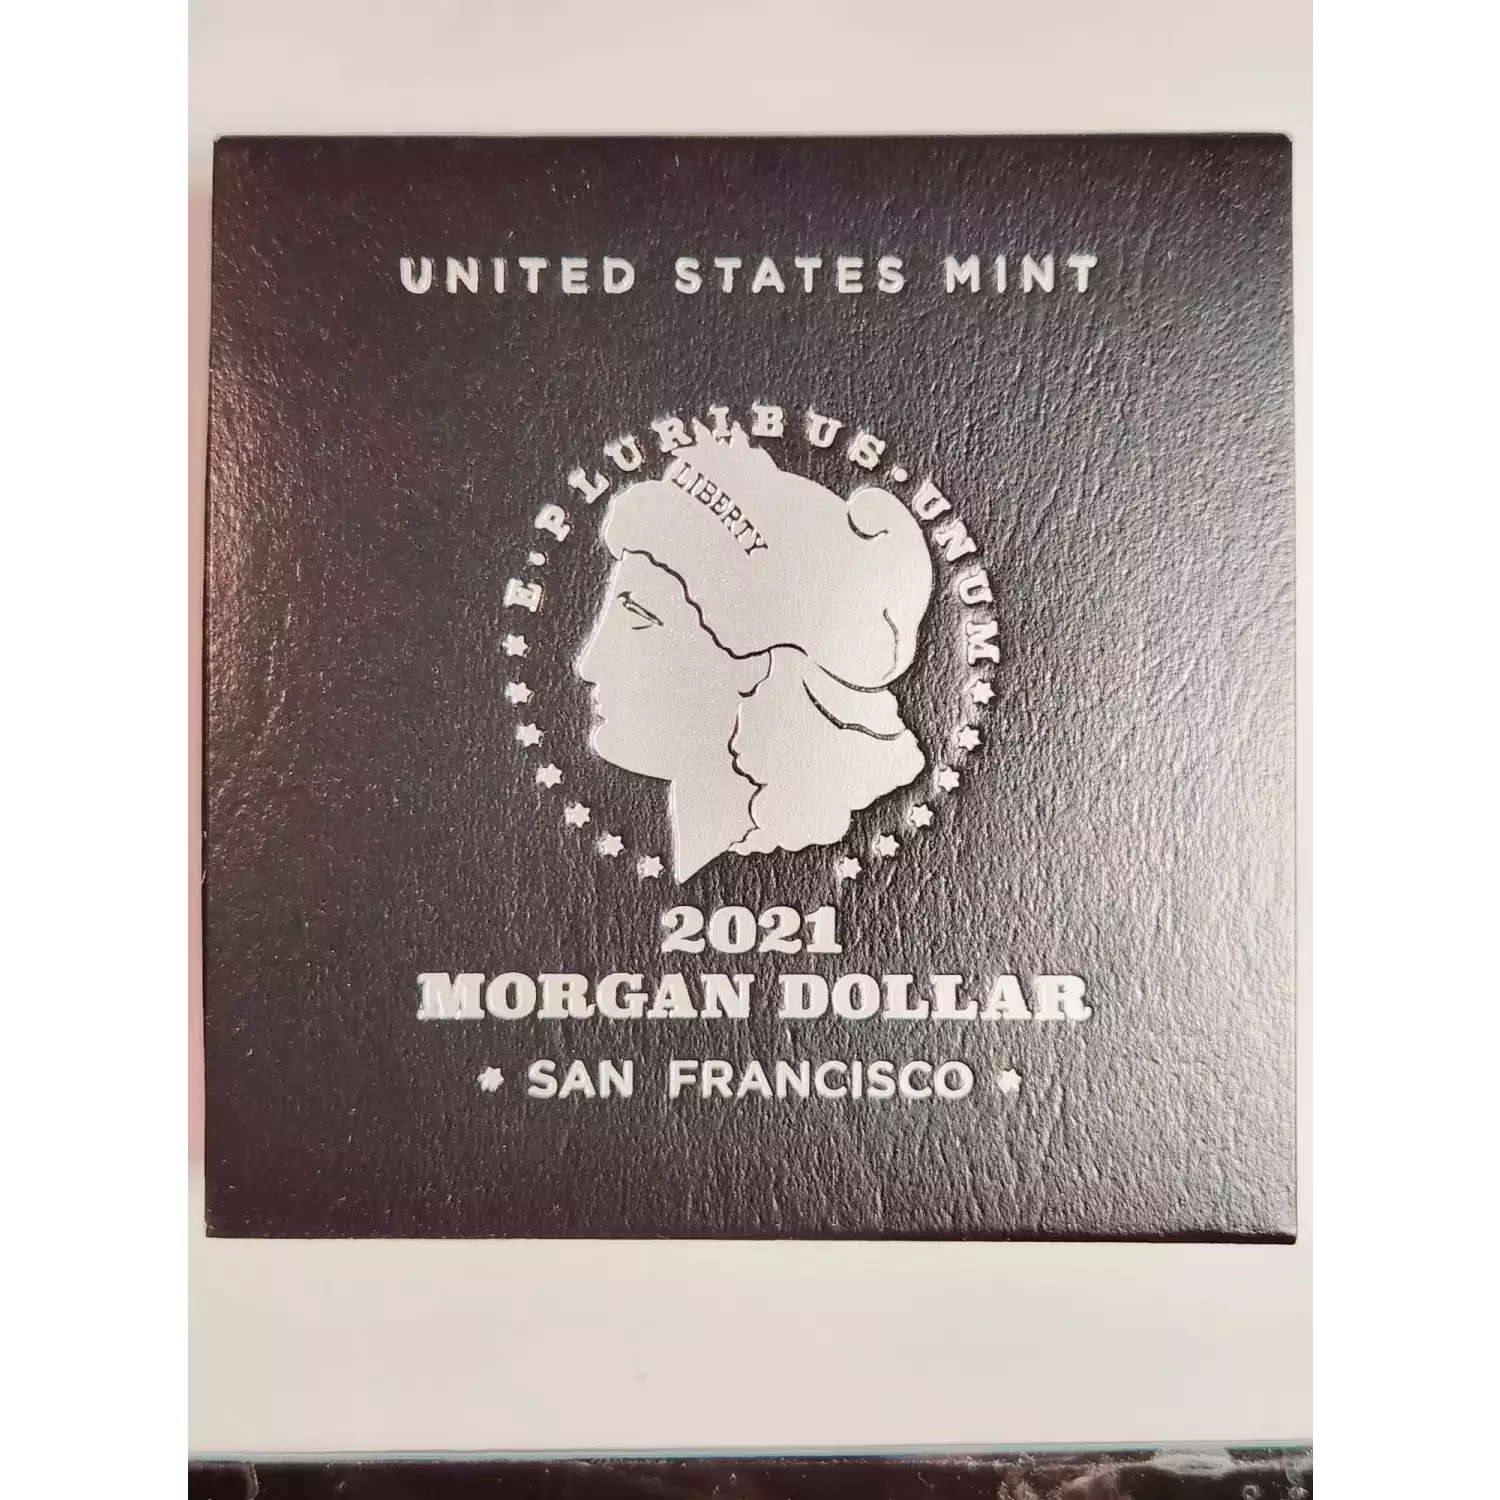 UNITED STATES MINT
E·PLURIBUS·UNUM
LIBERTY
2021
MORGAN DOLLAR
* SAN FRANCISCO *